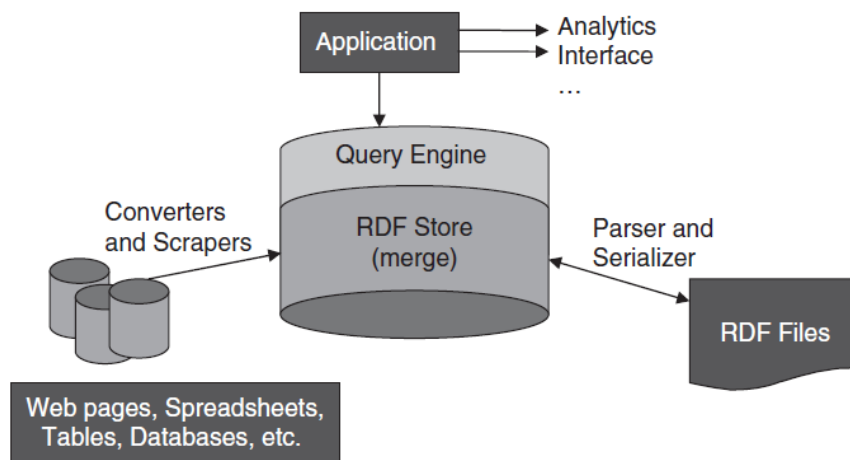 Application
Analytics
Interface
...
Query Engine
Converters
and Scrapers
RDF Store
(merge)
Parser and
Serializer
RDF Files
Web pages, Spreadsheets,
Tables, Databases, etc.